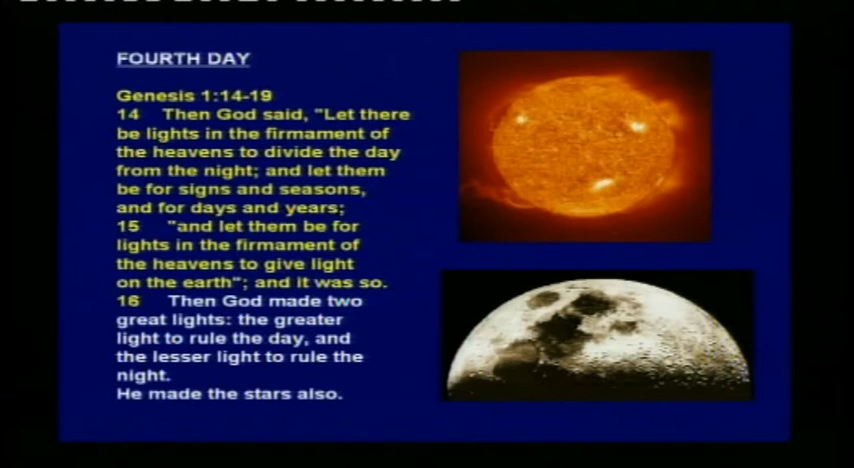 FOURTH DAY
Genesis 1:14-19
14 Then God said, "Let there
be lights in the firmament of
the heavens to divide the day
from the night; and let them
be for signs and seasons,
and for days and years;
15 "and let them be for
lights in the firmament of
the heavens to give light
on the earth"; and it was so.
16 Then God made two
great lights: the greater
light to rule the day, and
the lesser light to rule the
night.
He made the stars also.